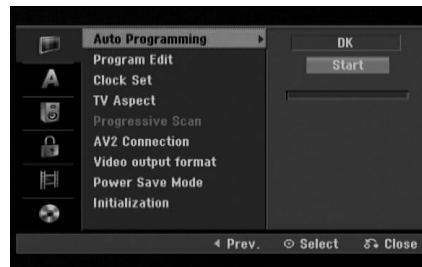 Auto Programming
Program Edit
Clock Set
TV Aspect
Progressive Scan
AV2 Connection
Video output format
Power Save Mode
Initialization
DK
Start
A
Prev.
Select
Close